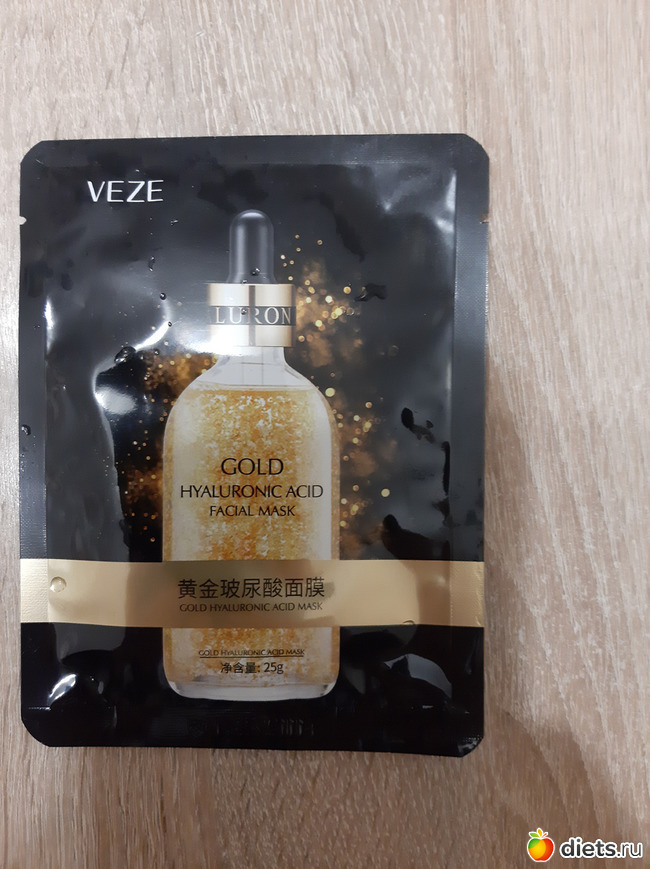 VEZE
LURON
GOLD
HYALURONIC ACID
FACIAL MASK
黄金玻尿酸面膜
GOLD HYALURONIC ACID MASK
GOLD HYALURONIC ACID MASK
净含量: 25g
diets.ru